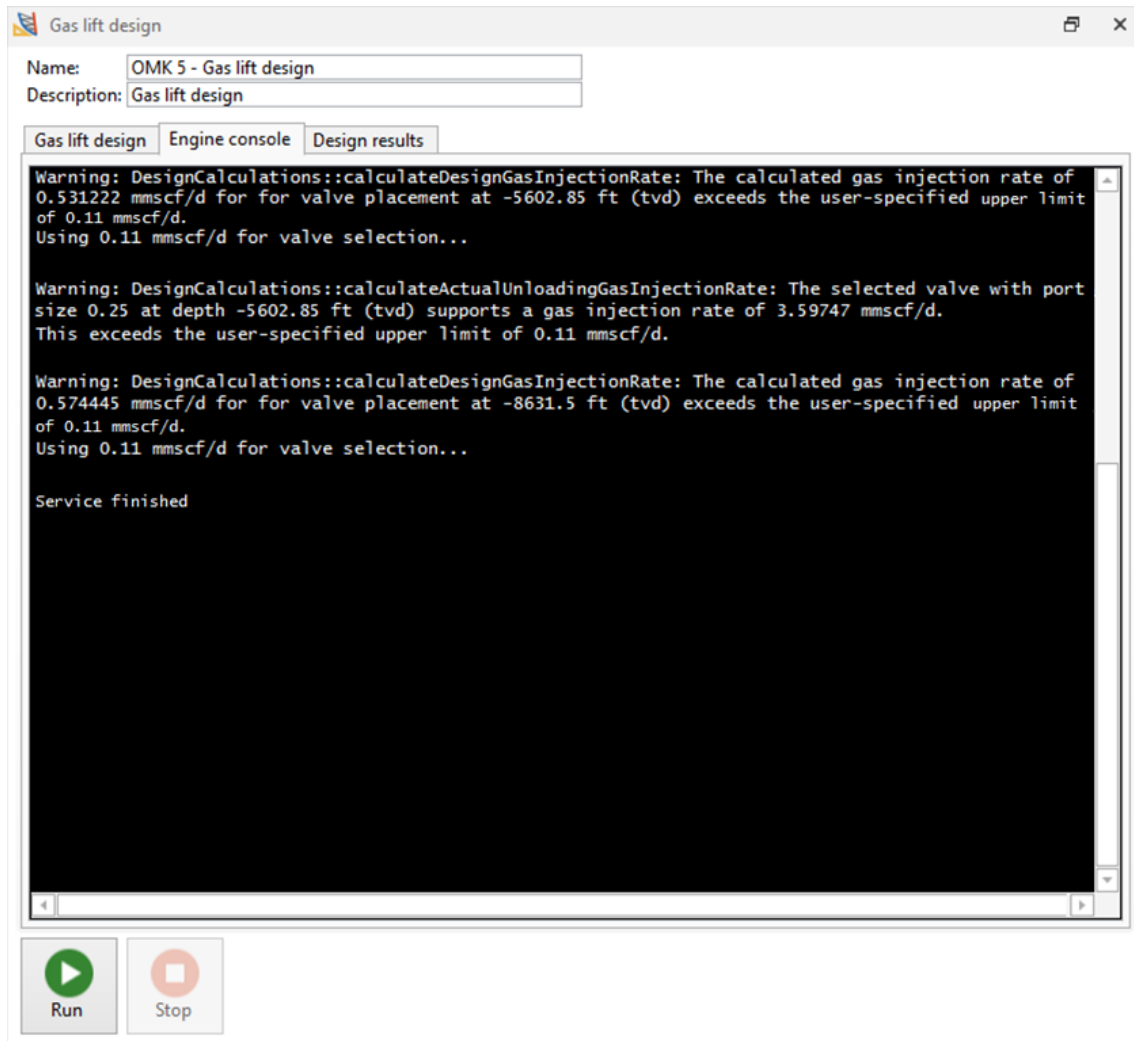 Gas lift design
Name: OMK 5 - Gas lift design
Description: Gas lift design
Gas lift design Engine console Design results
Warning: DesignCalculations::calculateDesignGasInjectionRate: The calculated gas injection rate of
0.531222 mmscf/d for for valve placement at -5602.85 ft (tvd) exceeds the user-specified upper limit
of 0.11 mmscf/d.
Using 0.11 mmscf/d for valve selection...
Warning: DesignCalculations::calculateActualUnloadingGasInjectionRate: The selected valve with port
size 0.25 at depth -5602.85 ft (tvd) supports a gas injection rate of 3.59747 mmscf/d.
This exceeds the user-specified upper limit of 0.11 mmscf/d.
Warning: DesignCalculations::calculateDesignGasInjectionRate: The calculated gas injection rate of
0.574445 mmscf/d for for valve placement at -8631.5 ft (tvd) exceeds the user-specified upper limit
of 0.11 mmscf/d.
Using 0.11 mmscf/d for valve selection...
Service finished
Run Stop